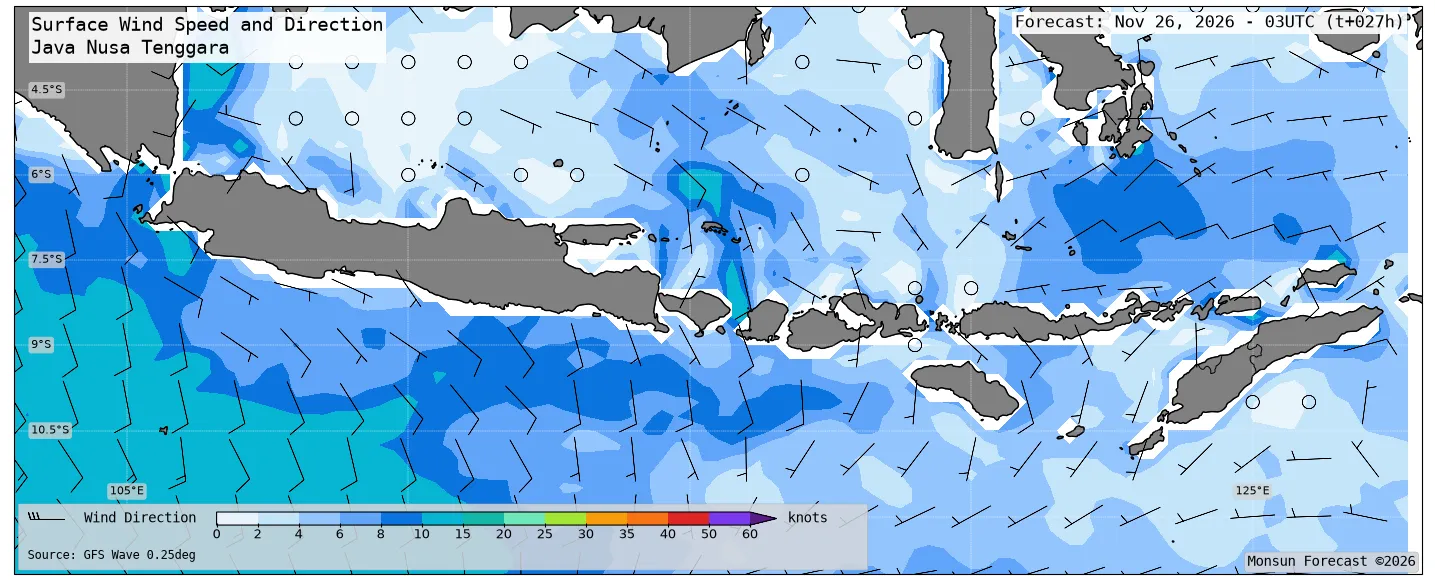 Surface Wind Speed and Direction
Java Nusa Tenggara
Forecast: Nov 26, 2026 - 03UTC (t+027h)
4.5°S
6°S
7.5°S
9°S
10.5°S
105°E
125°E
Wind Direction
0 2 4 6 8 10 15 20 25 30 35 40 50 60
knots
Source: GFS Wave 0.25deg
Monsun Forecast ©2026